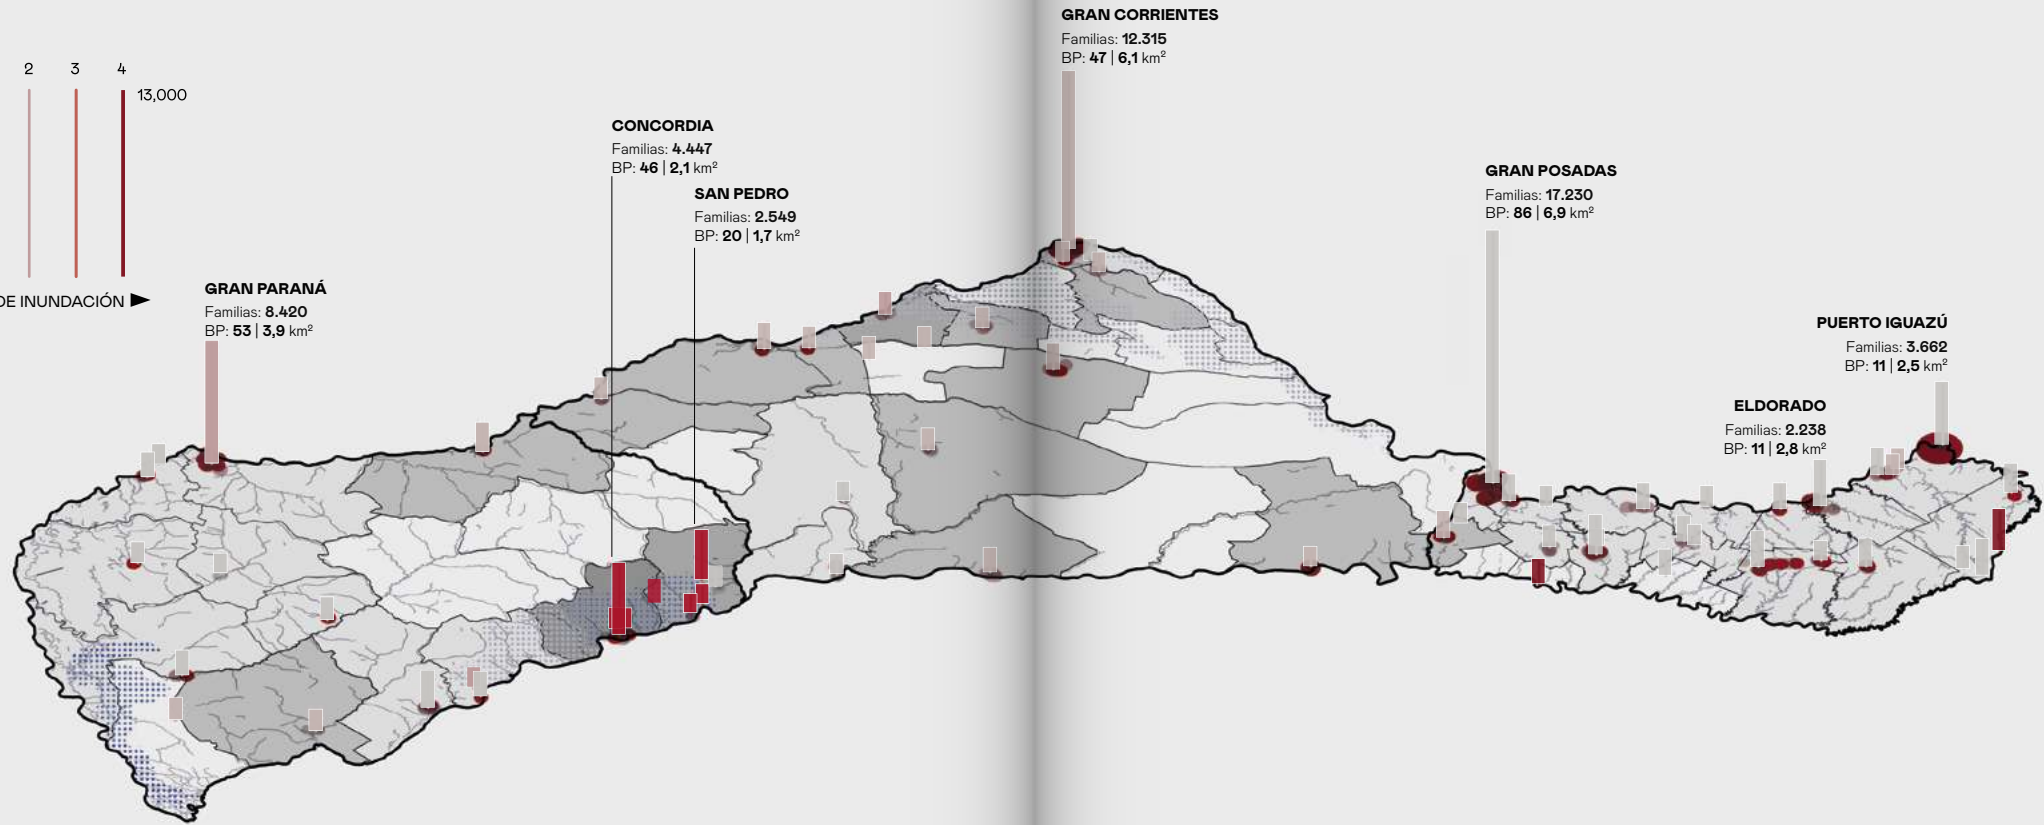 2 3 4
13,000
DE INUNDACIÓN
GRAN PARANÁ
Familias: 8.420
BP: 53 | 3,9 km²
CONCORDIA
Familias: 4.447
BP: 46 | 2,1 km²
SAN PEDRO
Familias: 2.549
BP: 20 | 1,7 km²
GRAN CORRIENTES
Familias: 12.315
BP: 47 | 6,1 km²
GRAN POSADAS
Familias: 17.230
BP: 86 | 6,9 km²
ELDORADO
Familias: 2.238
BP: 11 | 2,8 km²
PUERTO IGUAZÚ
Familias: 3.662
BP: 11 | 2,5 km²